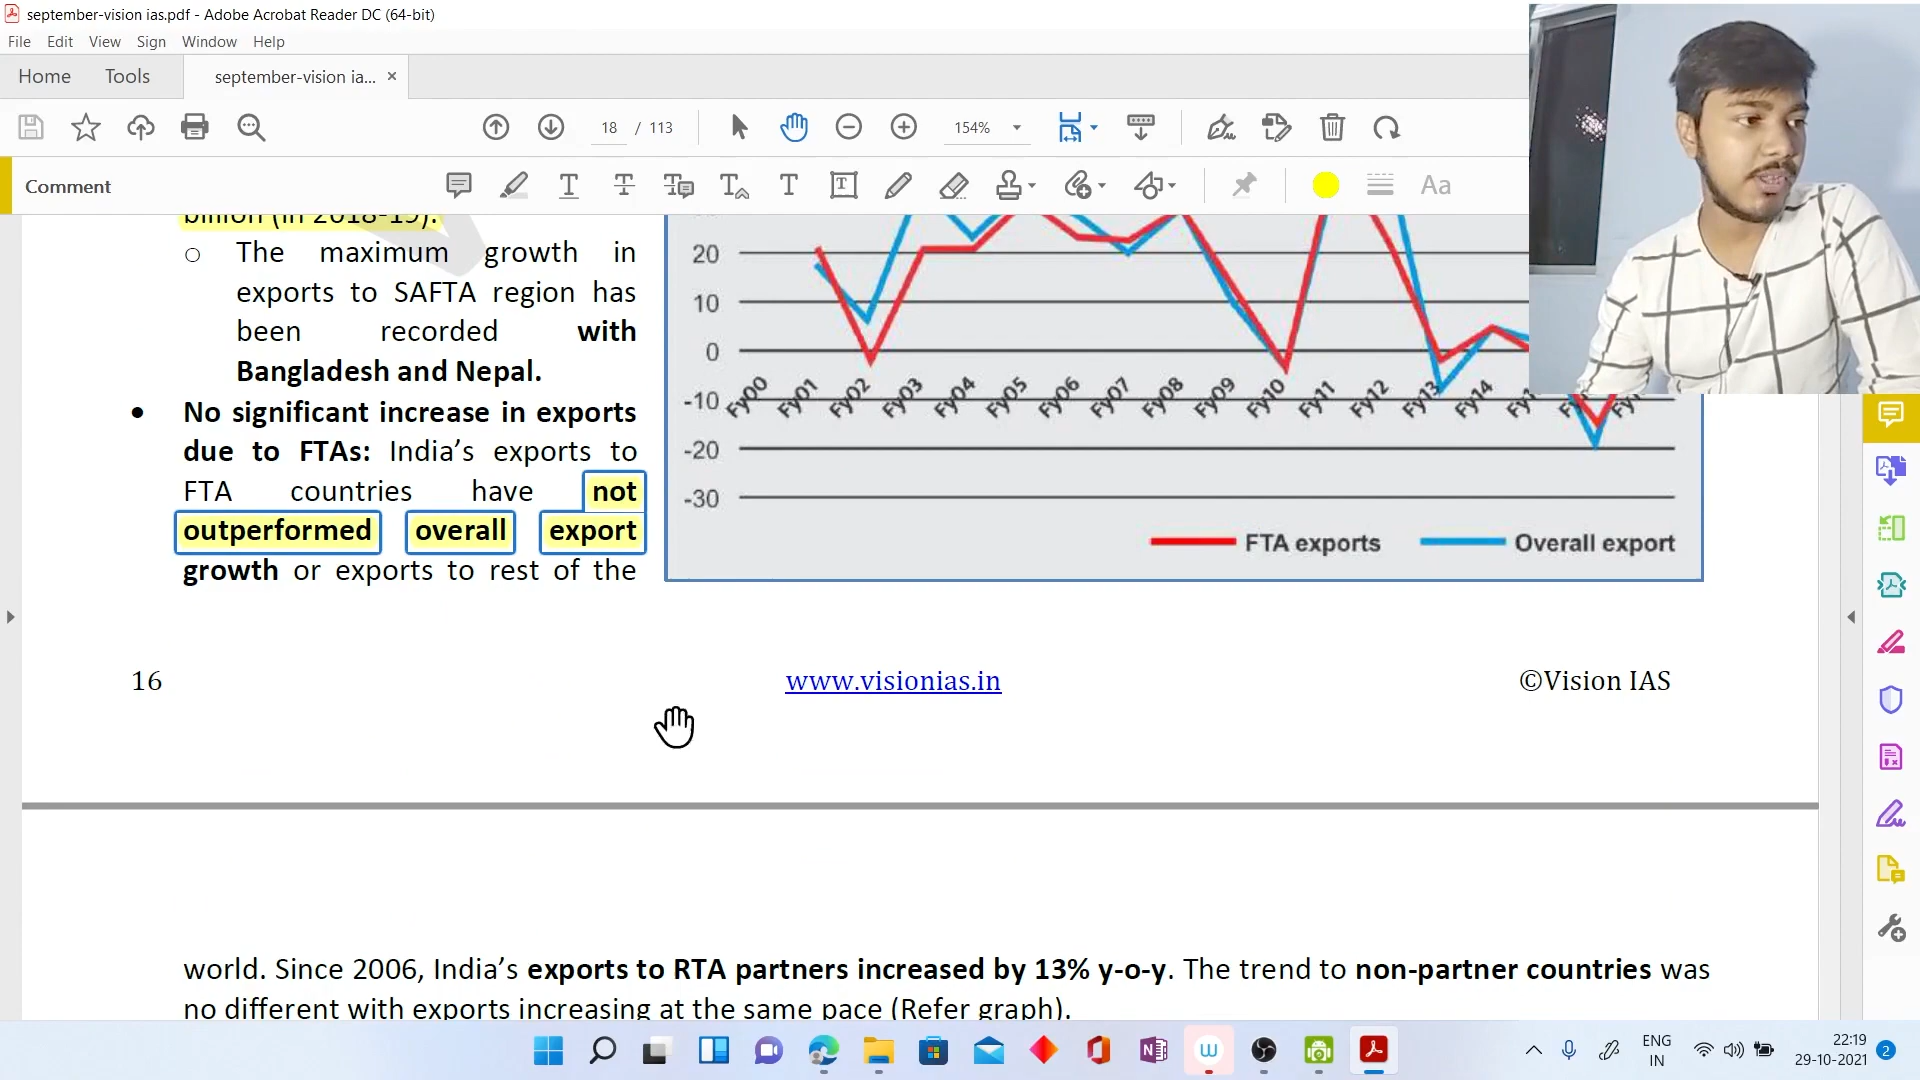 september-vision ias.pdf - Adobe Acrobat Reader DC (64-bit)
File Edit View Sign Window Help
Home Tools september-vision ia... ×
18 / 113 154%
Comment
Aa
billion (in 2018-19).
o The maximum growth in
exports to SAFTA region has
been recorded with
Bangladesh and Nepal.
• No significant increase in exports
due to FTAs: India’s exports to
FTA countries have not
outperformed overall export
growth or exports to rest of the
20
10
0
-10
-20
-30
Fy00 Fy01 Fy02 Fy03 Fy04 Fy05 Fy06 Fy07 Fy08 Fy09 Fy10 Fy11 Fy12 Fy13 Fy14
FTA exports Overall export
16 www.visionias.in ©Vision IAS
world. Since 2006, India’s exports to RTA partners increased by 13% y-o-y. The trend to non-partner countries was
no different with exports increasing at the same pace (Refer graph).
ENG
IN
22:19
29-10-2021
2